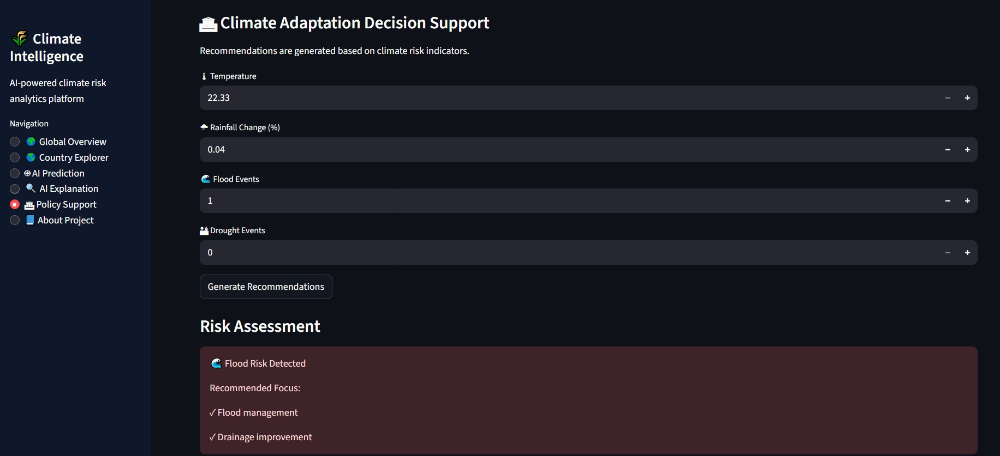 Climate
Intelligence
AI-powered climate risk
analytics platform
Navigation
Global Overview
Country Explorer
AI Prediction
AI Explanation
Policy Support
About Project
Climate Adaptation Decision Support
Recommendations are generated based on climate risk indicators.
Temperature
22.33
Rainfall Change (%)
0.04
Flood Events
1
Drought Events
0
Generate Recommendations
Risk Assessment
Flood Risk Detected
Recommended Focus:
✓ Flood management
✓ Drainage improvement